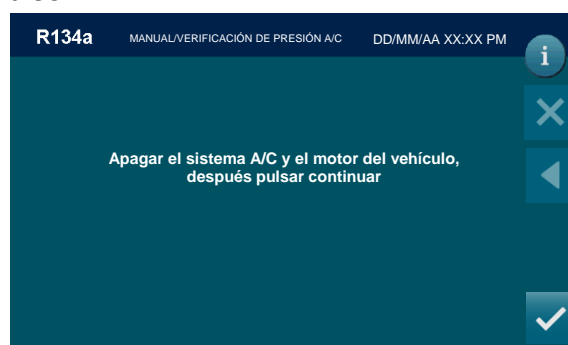 R134a MANUAL/VERIFICACIÓN DE PRESIÓN A/C DD/MM/AA XX:XX PM
i
Apagar el sistema A/C y el motor del vehículo,
después pulsar continuar